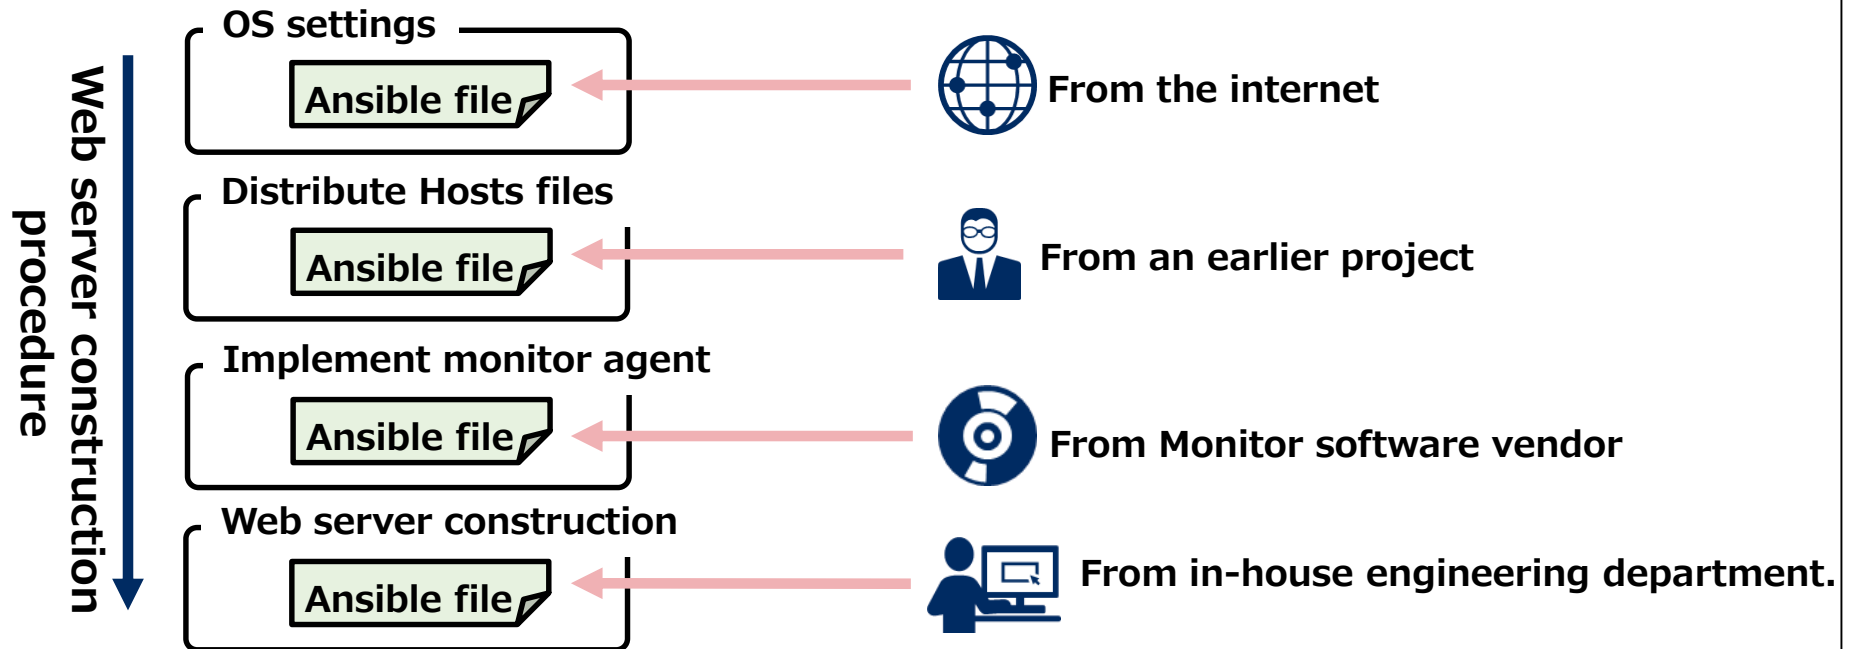 Web server construction
procedure
OS settings
Ansible file
From the internet
Distribute Hosts files
Ansible file
From an earlier project
Implement monitor agent
Ansible file
From Monitor software vendor
Web server construction
Ansible file
From in-house engineering department.